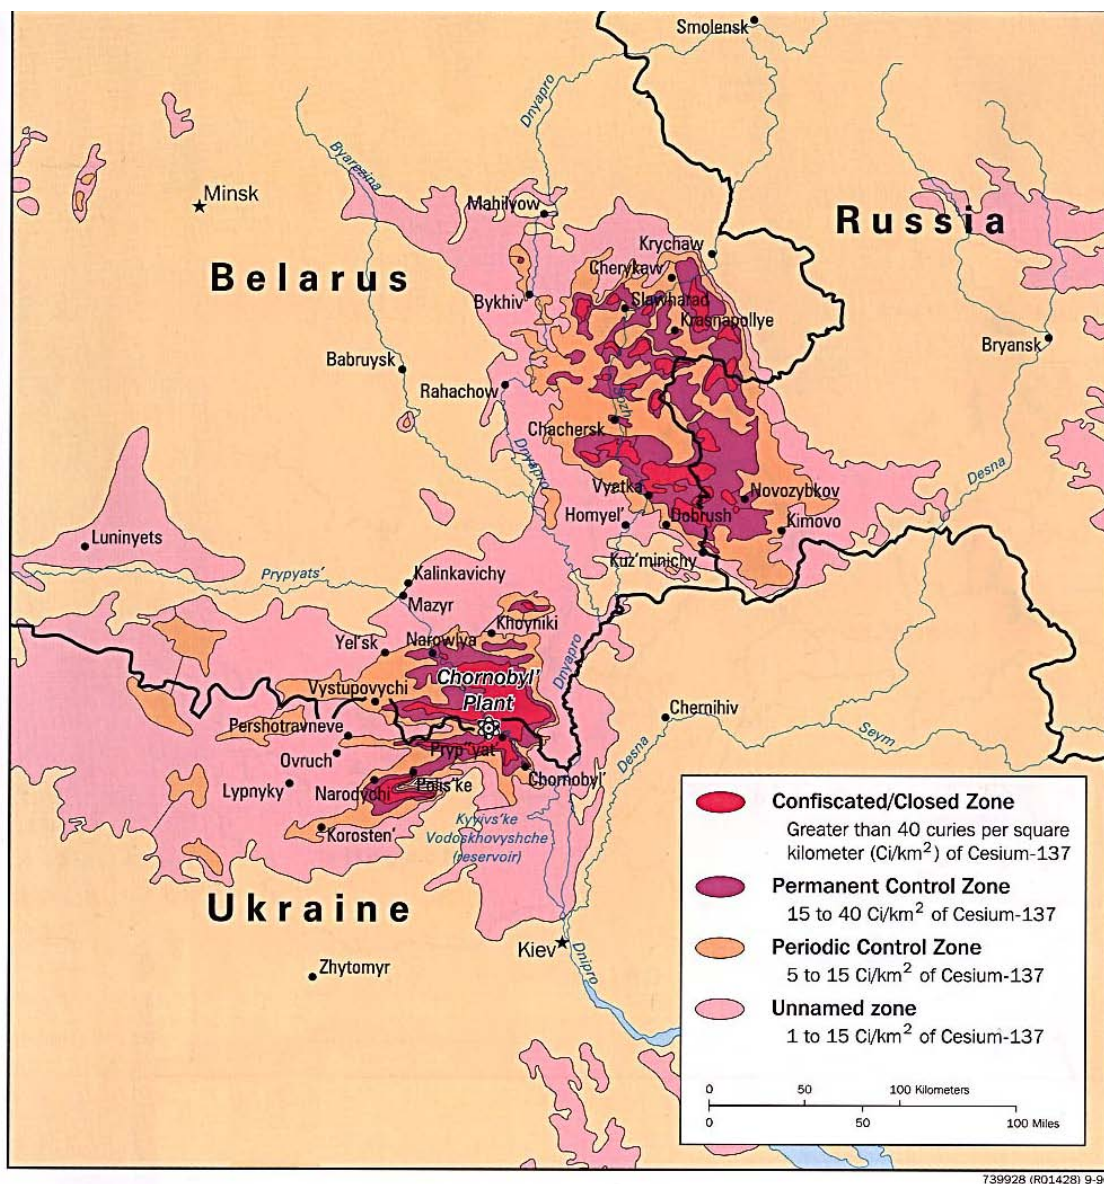 Smolensk
Dnyapro
Byarezina
Minsk
Mahilyow
Russia
Krychaw
Belarus
Cherykaw
Bykhiv
Slawharad
Krasnapollye
Bryansk
Babruysk
Rahachow
Sozh
Chachersk
Dnyapro
Desna
Vyetka
Novozybkov
Luninyets
Homyel'
Dobrush
Kimovo
Kuz'minichy
Prypyats'
Kalinkavichy
Mazyr
Khoyniki
Yel'sk
Narowlya
Dnyapro
Chornobyl'
Plant
Vystupovychi
Chernihiv
Pershotravneve
Seym
Pryp"yat'
Ovruch
Desna
Chornobyl'
Lypnyky
Narodychi
Polis'ke
Korosten'
Kyyivs'ke
Vodoskhovyshche
(reservoir)
Ukraine
Kiev
Dnipro
Zhytomyr
Confiscated/Closed Zone
Greater than 40 curies per square
kilometer (Ci/km²) of Cesium-137
Permanent Control Zone
15 to 40 Ci/km² of Cesium-137
Periodic Control Zone
5 to 15 Ci/km² of Cesium-137
Unnamed zone
1 to 15 Ci/km² of Cesium-137
0 50 100 Kilometers
0 50 100 Miles
739928 (R01428) 9-9